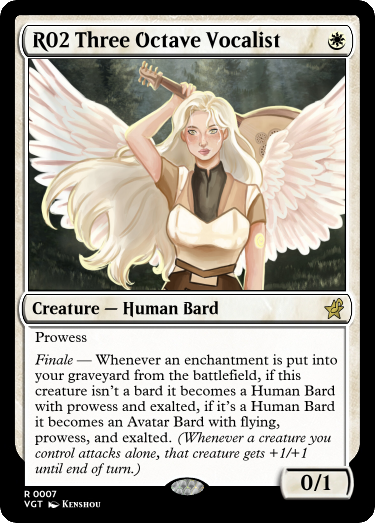 R02 Three Octave Vocalist
Creature — Human Bard
Prowess
Finale — Whenever an enchantment is put into
your graveyard from the battlefield, if this
creature isn't a bard it becomes a Human Bard
with prowess and exalted, if it's a Human Bard
it becomes an Avatar Bard with flying,
prowess, and exalted. (Whenever a creature you
control attacks alone, that creature gets +1/+1
until end of turn.)
0/1
R 0007
VGT Kenshou